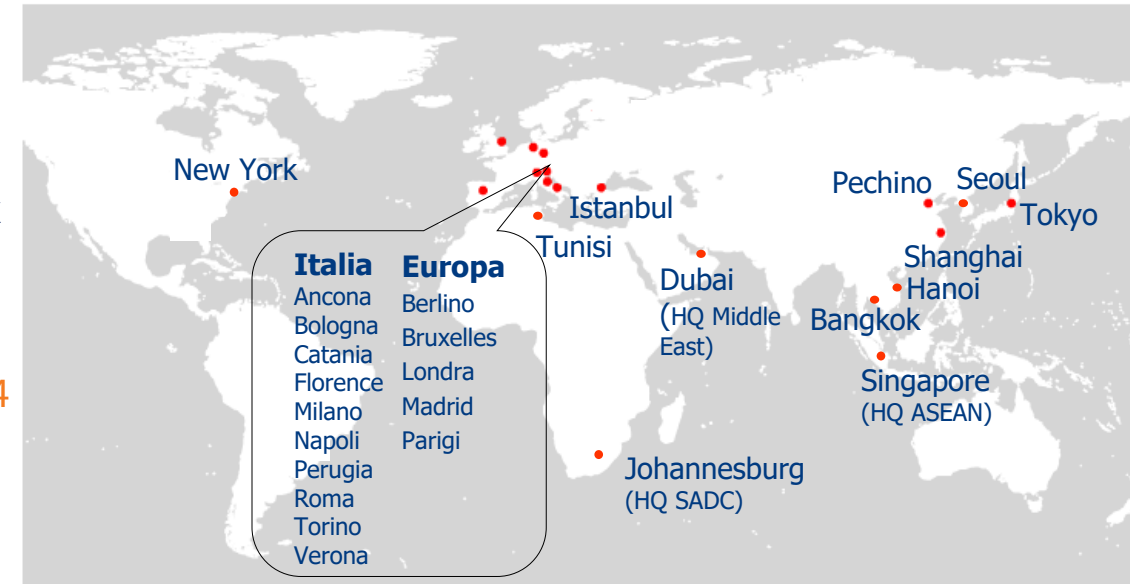 New York
Italia
Ancona
Bologna
Catania
Florence
Milano
Napoli
Perugia
Roma
Torino
Verona
Europa
Berlino
Bruxelles
Londra
Madrid
Parigi
Istanbul
Tunisi
Dubai
(HQ Middle
East)
Johannesburg
(HQ SADC)
Pechino
Seoul
Tokyo
Shanghai
Hanoi
Bangkok
Singapore
(HQ ASEAN)
4